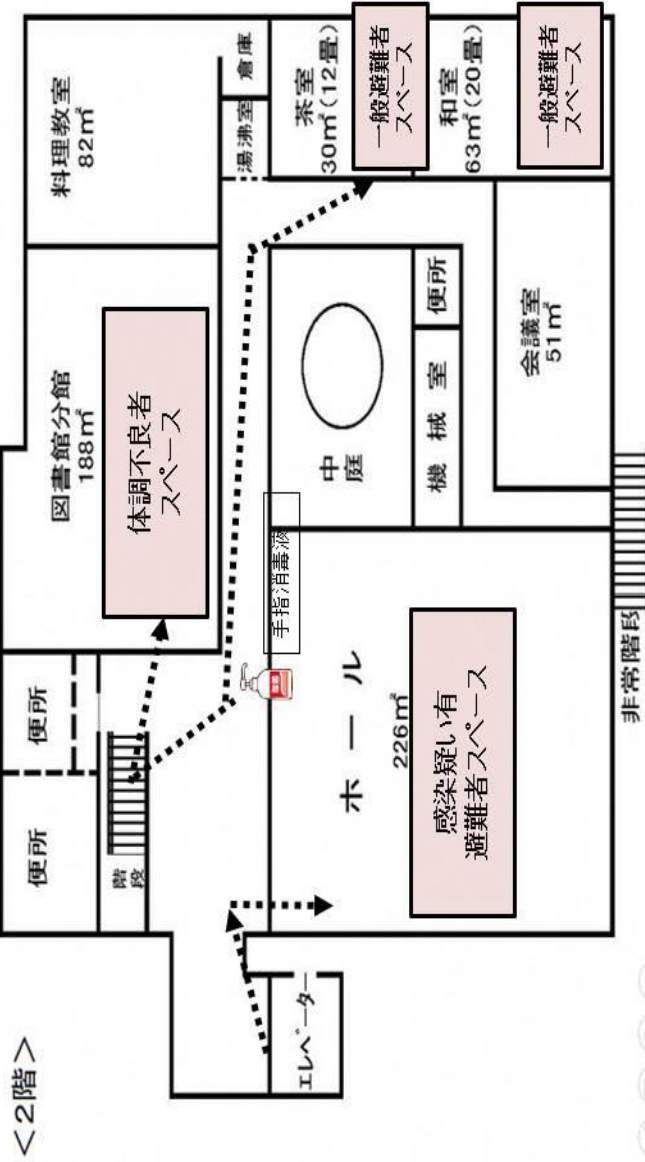 <2階>
便所
便所
階
段
図書館分館
188㎡
体調不良者
スペース
料理教室
82㎡
倉庫
湯沸室
茶室
30㎡(12畳)
一般避難者
スペース
和室
63㎡(20畳)
一般避難者
スペース
エレベーター
手指消毒液
ホール
226㎡
感染疑い有
避難者スペース
中
庭
機械室
便所
会議室
51㎡
非常階段